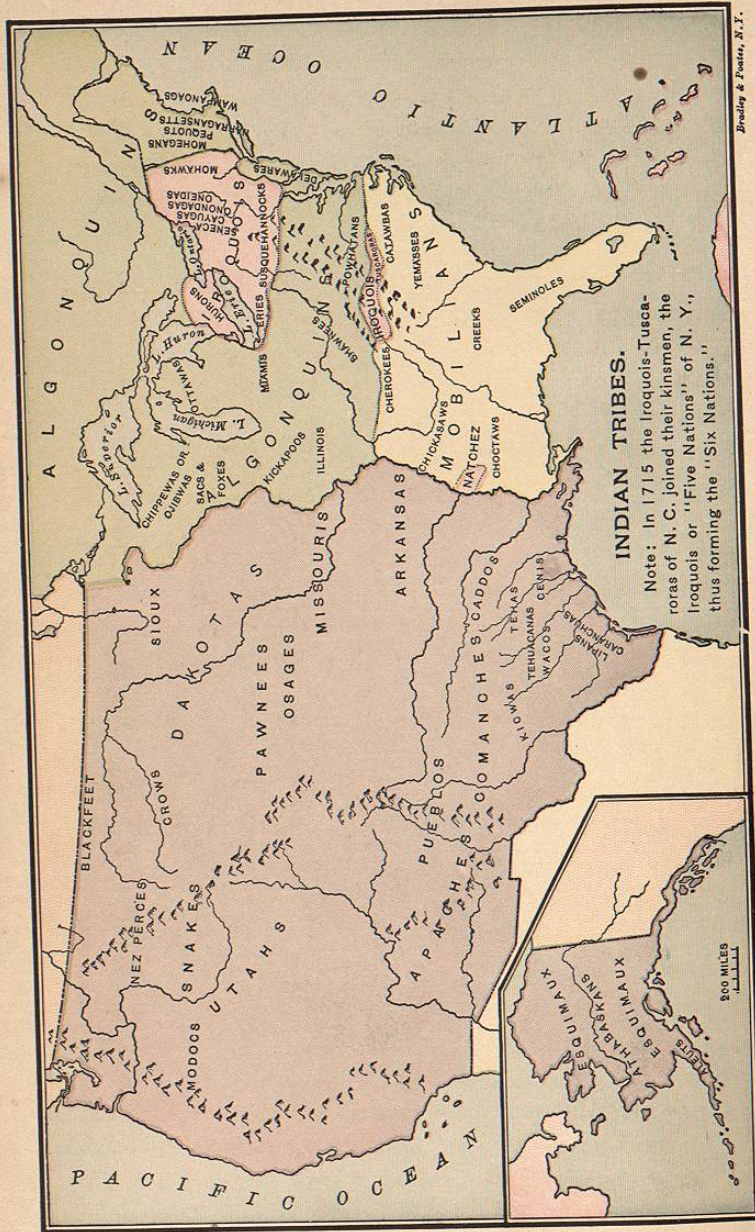 ALGONQUINS
ATLANTIC OCEAN
PACIFIC OCEAN
L. Superior
L. Huron
L. Michigan
L. Erie
L. Ontario
CHIPPEWAS OR
OJIBWAS
OTTAWAS
SACS &
FOXES
ALGONQUINS
KICKAPOOS
ILLINOIS
MIAMIS
SHAWNEES
POWHATANS
DELAWARES
MOHEGANS
PEQUOTS
NARRAGANSETTS
WAMPANOAGS
HURONS
IROQUOIS
MOHAWKS
ONEIDAS
ONONDAGAS
CAYUGAS
SENECAS
ERIES
SUSQUEHANNOCKS
IROQUOIS
TUSCARORAS
CHEROKEES
CATAWBAS
YEMASSES
MOBILIANS
CREEKS
SEMINOLES
CHICKASAWS
NATCHEZ
CHOCTAWS
BLACKFEET
SIOUX
DAKOTAS
CROWS
NEZ PERCES
SNAKES
UTAHS
MODOCS
PAWNEES
OSAGES
MISSOURIS
ARKANSAS
PUEBLOS
APACHES
COMANCHES
CADDOS
KIOWAS
TEHAS
CENIS
TEHUACANAS
WACOS
LIPANS
CARANCHUAS
ESQUIMAUX
ATHABASKANS
ESQUIMAUX
ALEUTS
200 MILES
INDIAN TRIBES.
Note: In 1715 the Iroquois-Tusca-
roras of N. C. joined their kinsmen, the
Iroquois or "Five Nations" of N. Y.,
thus forming the "Six Nations."
Bradley & Poates, N.Y.